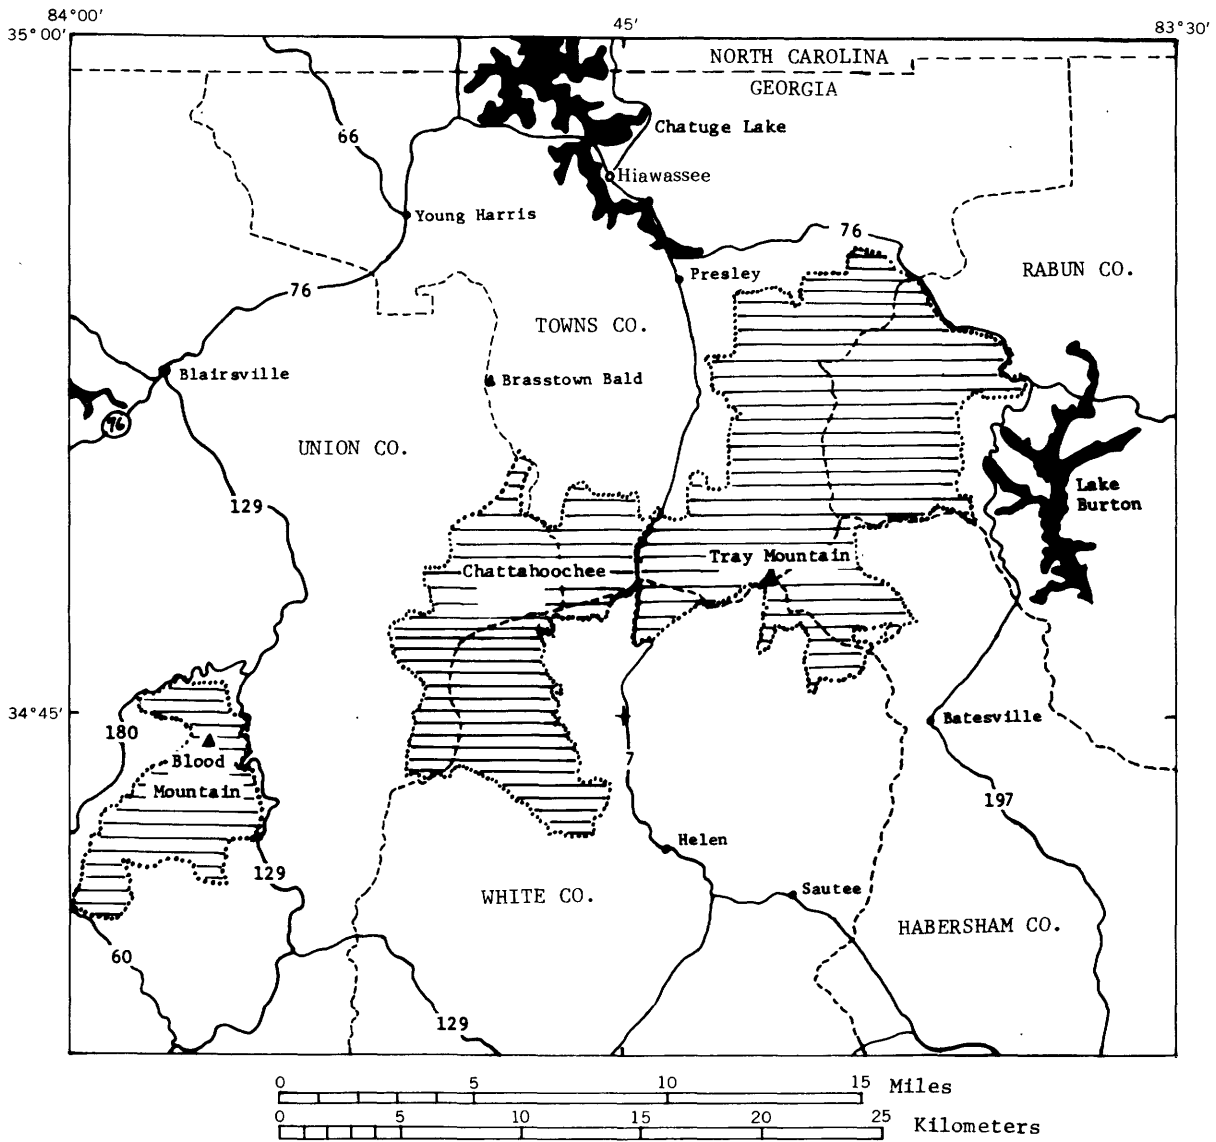 84°00' 45' 83°30'
35°00'
NORTH CAROLINA
GEORGIA
Chatuge Lake
66
Hiawassee
Young Harris
76
Presley
RABUN CO.
76
TOWNS CO.
Blairsville
Brasstown Bald
76
UNION CO.
Lake
Burton
129
Tray Mountain
Chattahoochee
34°45'
Batesville
180
Blood
Mountain
7
197
Helen
129
Sautee
WHITE CO.
HABERSHAM CO.
60
129
0 5 10 15 Miles
0 5 10 15 20 25 Kilometers